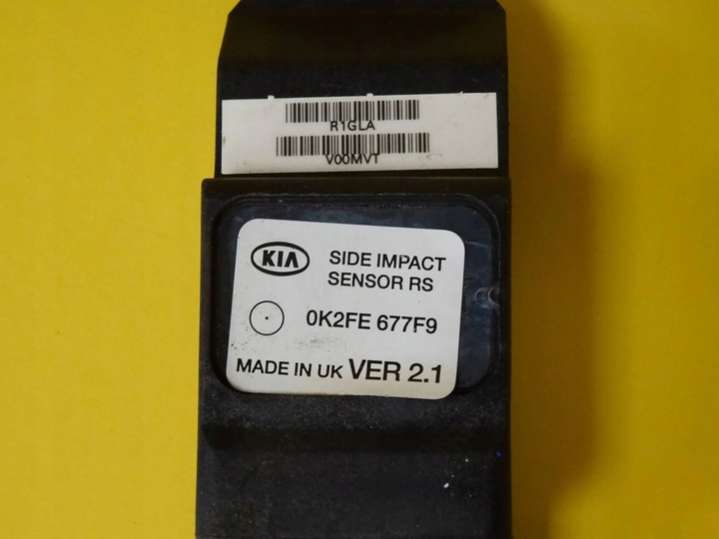 R1GLA
V00MVT
KIA
SIDE IMPACT
SENSOR RS
0K2FE 677F9
MADE IN UK VER 2.1